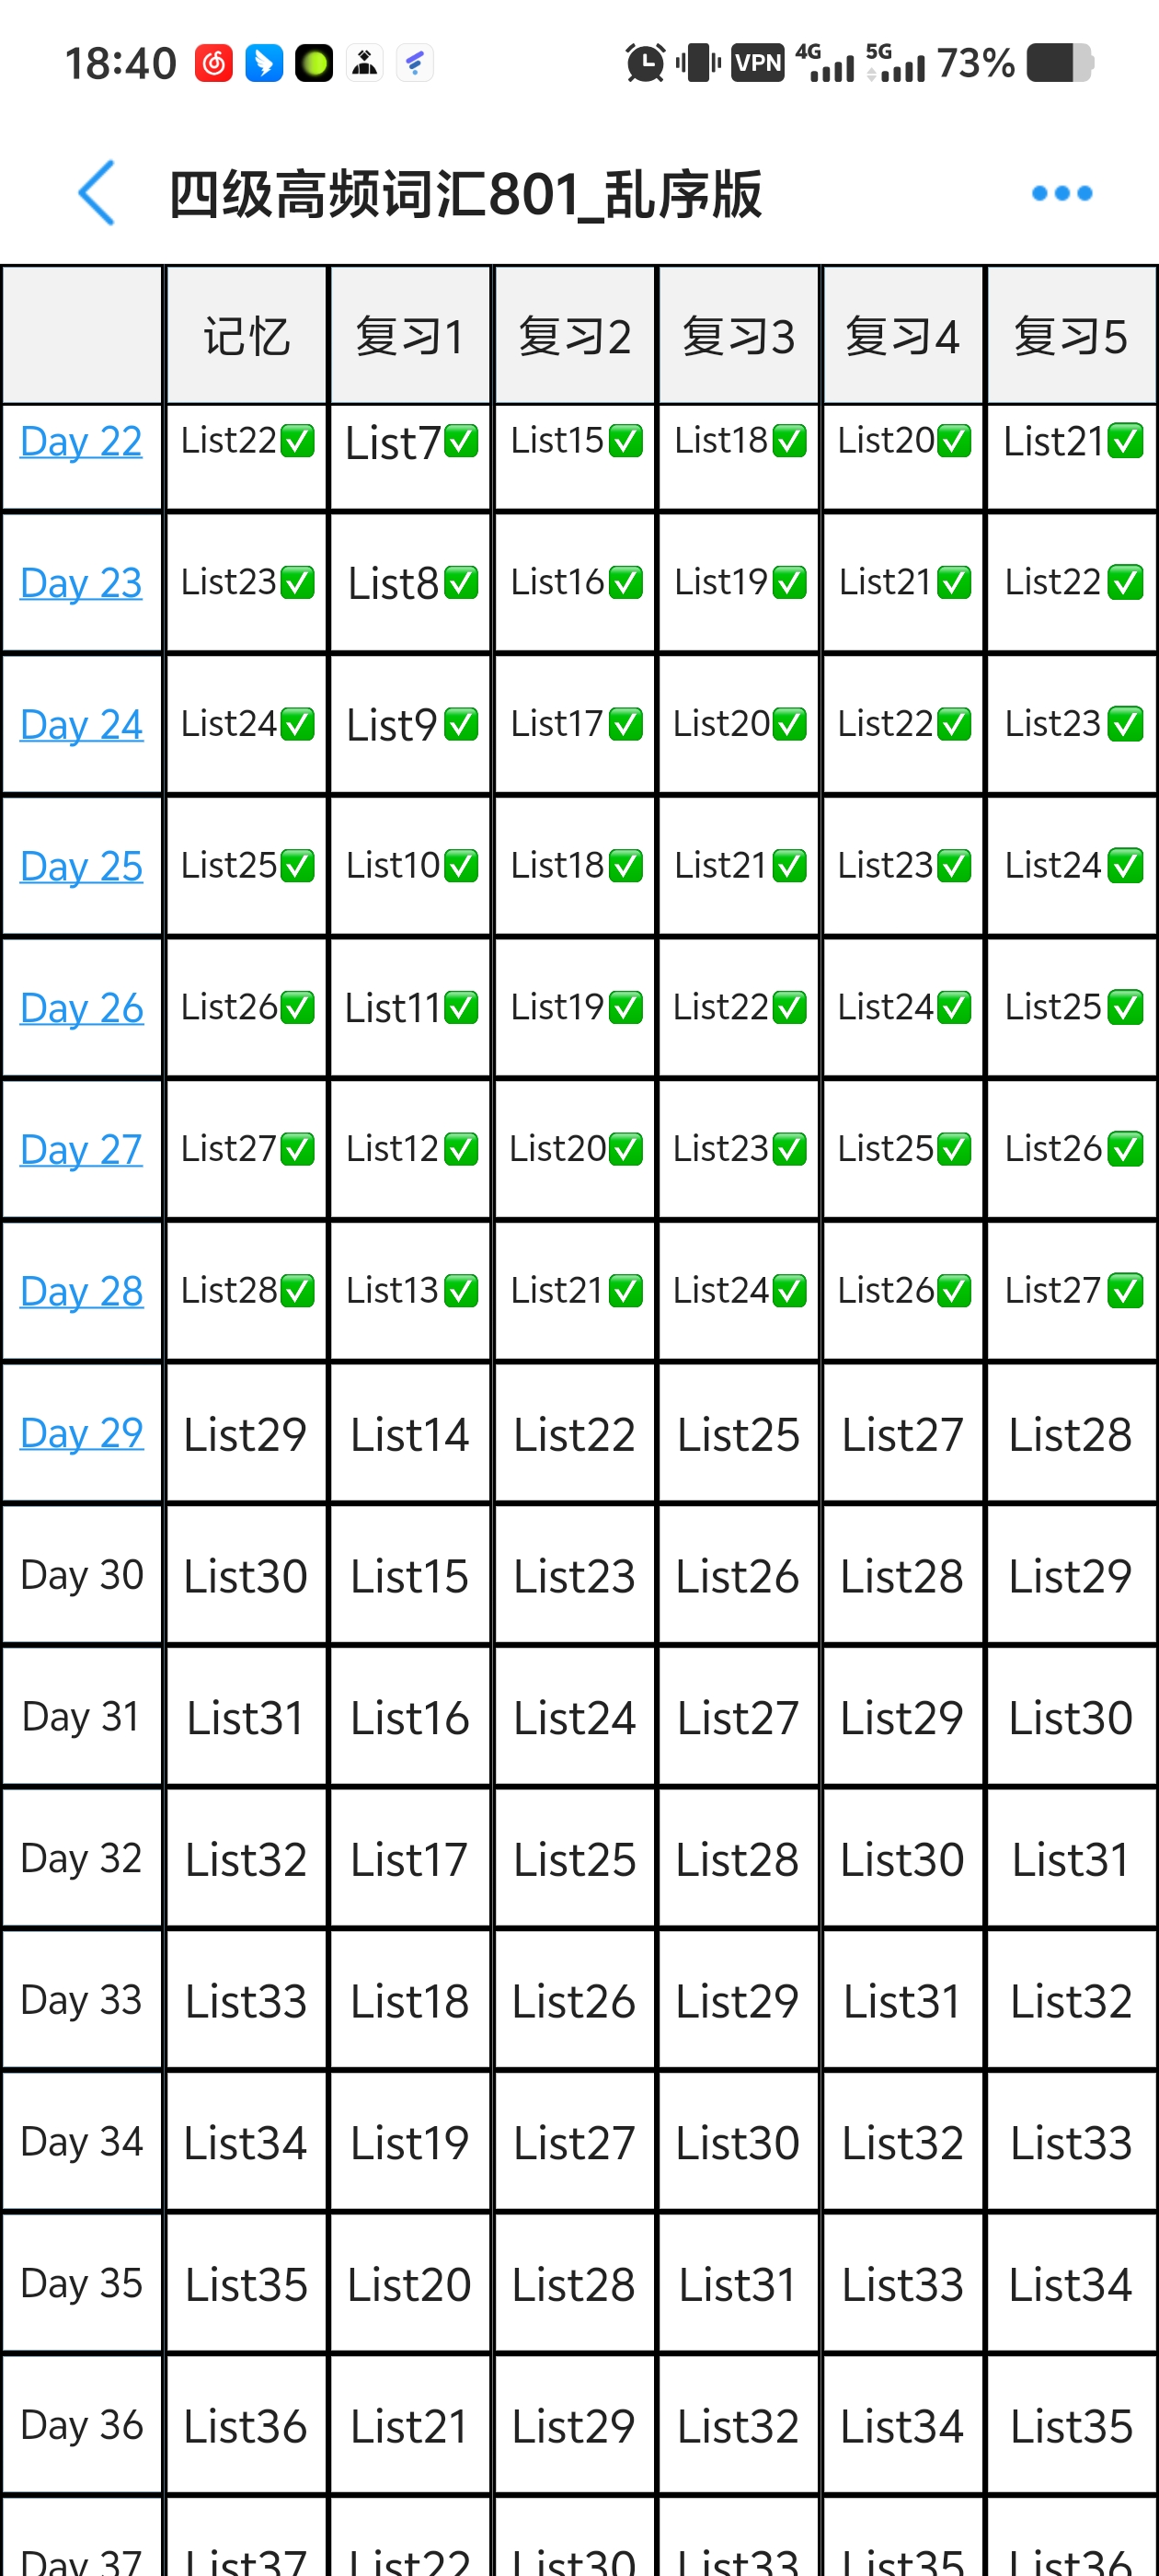 18:40 VPN 4G 5G 73%
四级高频词汇801_乱序版
记忆 复习1 复习2 复习3 复习4 复习5
Day 22 List22✅ List7✅ List15✅ List18✅ List20✅ List21✅
Day 23 List23✅ List8✅ List16✅ List19✅ List21✅ List22✅
Day 24 List24✅ List9✅ List17✅ List20✅ List22✅ List23✅
Day 25 List25✅ List10✅ List18✅ List21✅ List23✅ List24✅
Day 26 List26✅ List11✅ List19✅ List22✅ List24✅ List25✅
Day 27 List27✅ List12✅ List20✅ List23✅ List25✅ List26✅
Day 28 List28✅ List13✅ List21✅ List24✅ List26✅ List27✅
Day 29 List29 List14 List22 List25 List27 List28
Day 30 List30 List15 List23 List26 List28 List29
Day 31 List31 List16 List24 List27 List29 List30
Day 32 List32 List17 List25 List28 List30 List31
Day 33 List33 List18 List26 List29 List31 List32
Day 34 List34 List19 List27 List30 List32 List33
Day 35 List35 List20 List28 List31 List33 List34
Day 36 List36 List21 List29 List32 List34 List35
Day 37 List37 List22 List30 List33 List35 List36